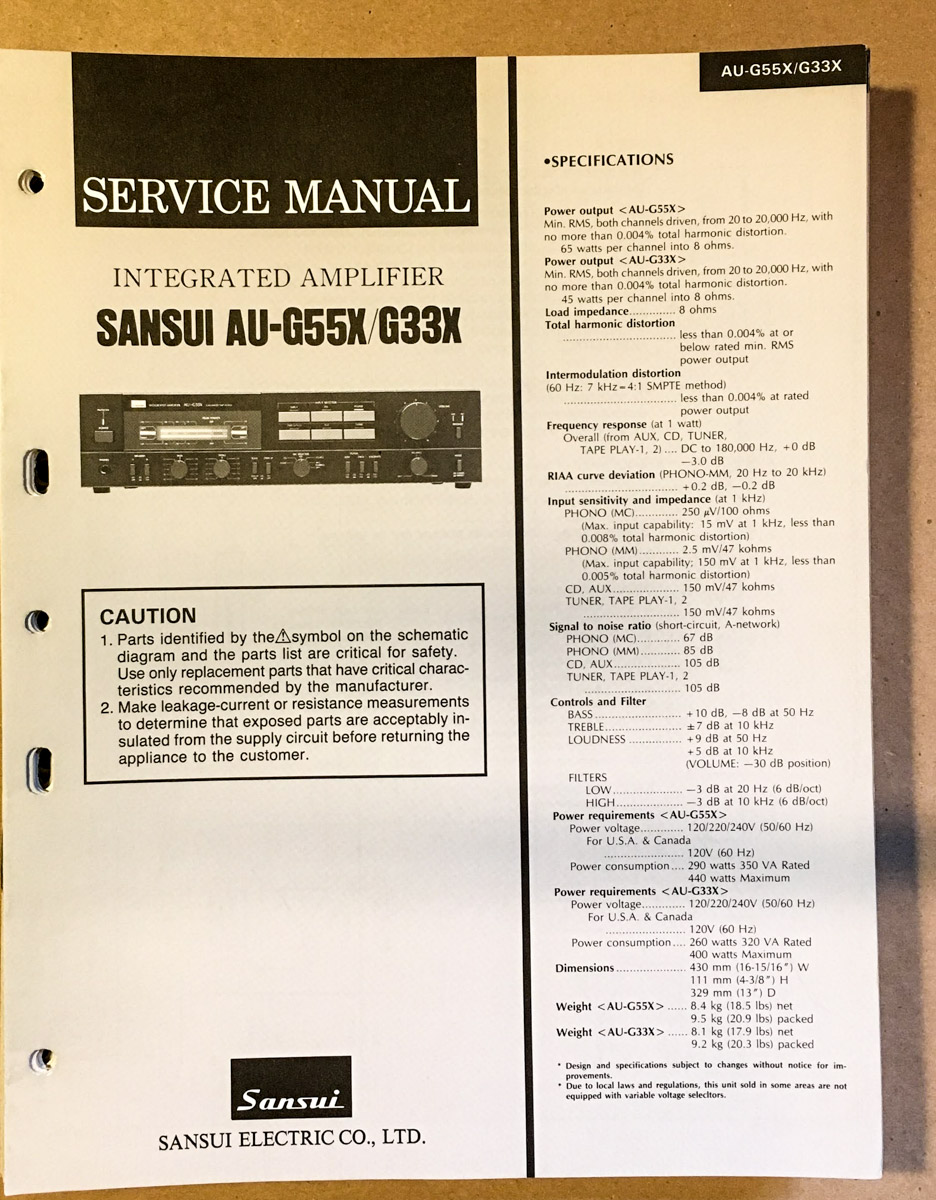 AU-G55X/G33X
SERVICE MANUAL
INTEGRATED AMPLIFIER
SANSUI AU-G55X/G33X
CAUTION
1. Parts identified by the ⚠ symbol on the schematic
diagram and the parts list are critical for safety.
Use only replacement parts that have critical charac-
teristics recommended by the manufacturer.
2. Make leakage-current or resistance measurements
to determine that exposed parts are acceptably in-
sulated from the supply circuit before returning the
appliance to the customer.
Sansui
SANSUI ELECTRIC CO., LTD.
•SPECIFICATIONS
Power output <AU-G55X>
Min. RMS, both channels driven, from 20 to 20,000 Hz, with
no more than 0.004% total harmonic distortion.
65 watts per channel into 8 ohms.
Power output <AU-G33X>
Min. RMS, both channels driven, from 20 to 20,000 Hz, with
no more than 0.004% total harmonic distortion.
45 watts per channel into 8 ohms.
Load impedance............. 8 ohms
Total harmonic distortion
.................................. less than 0.004% at or
below rated min. RMS
power output
Intermodulation distortion
(60 Hz: 7 kHz=4:1 SMPTE method)
.................................. less than 0.004% at rated
power output
Frequency response (at 1 watt)
Overall (from AUX, CD, TUNER,
TAPE PLAY-1, 2).... DC to 180,000 Hz, +0 dB
−3.0 dB
RIAA curve deviation (PHONO-MM, 20 Hz to 20 kHz)
.................................. +0.2 dB, −0.2 dB
Input sensitivity and impedance (at 1 kHz)
PHONO (MC)............. 250 μV/100 ohms
(Max. input capability: 15 mV at 1 kHz, less than
0.008% total harmonic distortion)
PHONO (MM)............ 2.5 mV/47 kohms
(Max. input capability: 150 mV at 1 kHz, less than
0.005% total harmonic distortion)
CD, AUX.................... 150 mV/47 kohms
TUNER, TAPE PLAY-1, 2
............................. 150 mV/47 kohms
Signal to noise ratio (short-circuit, A-network)
PHONO (MC)............. 67 dB
PHONO (MM)............ 85 dB
CD, AUX.................... 105 dB
TUNER, TAPE PLAY-1, 2
............................. 105 dB
Controls and Filter
BASS.......................... +10 dB, −8 dB at 50 Hz
TREBLE....................... ±7 dB at 10 kHz
LOUDNESS ................ +9 dB at 50 Hz
+5 dB at 10 kHz
(VOLUME: −30 dB position)
FILTERS
LOW..................... −3 dB at 20 Hz (6 dB/oct)
HIGH.................... −3 dB at 10 kHz (6 dB/oct)
Power requirements <AU-G55X>
Power voltage............. 120/220/240V (50/60 Hz)
For U.S.A. & Canada
........................ 120V (60 Hz)
Power consumption.... 290 watts 350 VA Rated
440 watts Maximum
Power requirements <AU-G33X>
Power voltage............. 120/220/240V (50/60 Hz)
For U.S.A. & Canada
........................ 120V (60 Hz)
Power consumption.... 260 watts 320 VA Rated
400 watts Maximum
Dimensions..................... 430 mm (16-15/16″) W
111 mm (4-3/8″) H
329 mm (13″) D
Weight <AU-G55X> ...... 8.4 kg (18.5 lbs) net
9.5 kg (20.9 lbs) packed
Weight <AU-G33X> ...... 8.1 kg (17.9 lbs) net
9.2 kg (20.3 lbs) packed
* Design and specifications subject to changes without notice for im-
provements.
* Due to local laws and regulations, this unit sold in some areas are not
equipped with variable voltage selecltors.